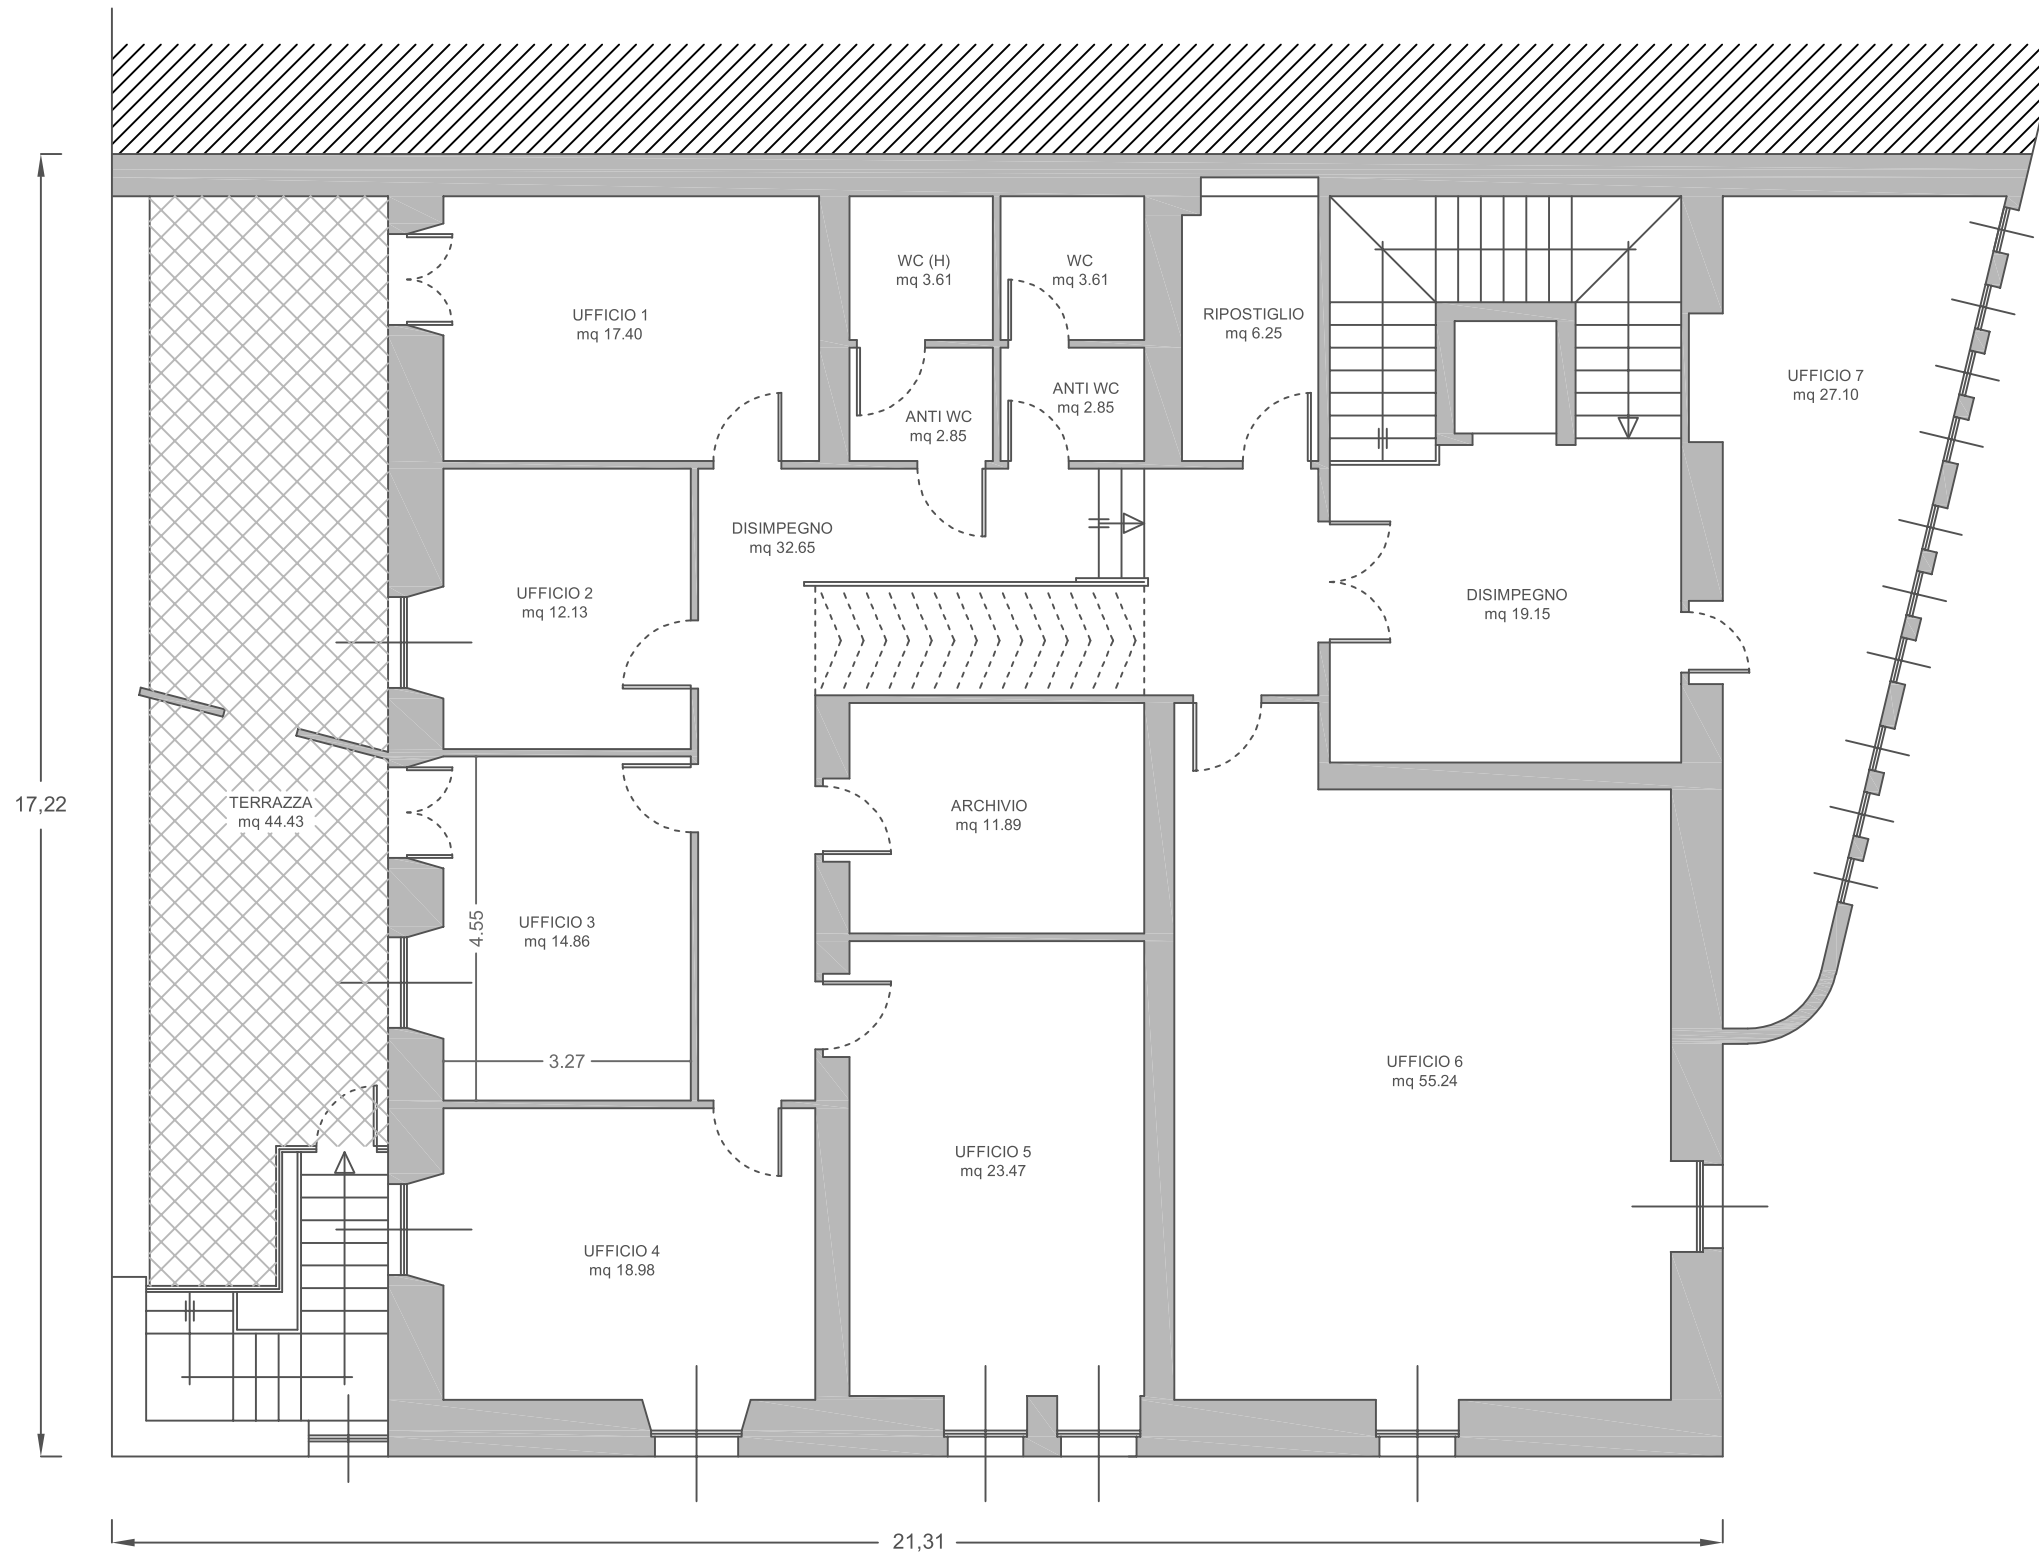 WC (H)
mq 3.61
WC
mq 3.61
UFFICIO 1
mq 17.40
RIPOSTIGLIO
mq 6.25
UFFICIO 7
mq 27.10
ANTI WC
mq 2.85
ANTI WC
mq 2.85
DISIMPEGNO
mq 32.65
UFFICIO 2
mq 12.13
DISIMPEGNO
mq 19.15
17,22
TERRAZZA
mq 44.43
ARCHIVIO
mq 11.89
UFFICIO 3
mq 14.86
4.55
3.27
UFFICIO 6
mq 55.24
UFFICIO 5
mq 23.47
UFFICIO 4
mq 18.98
21,31